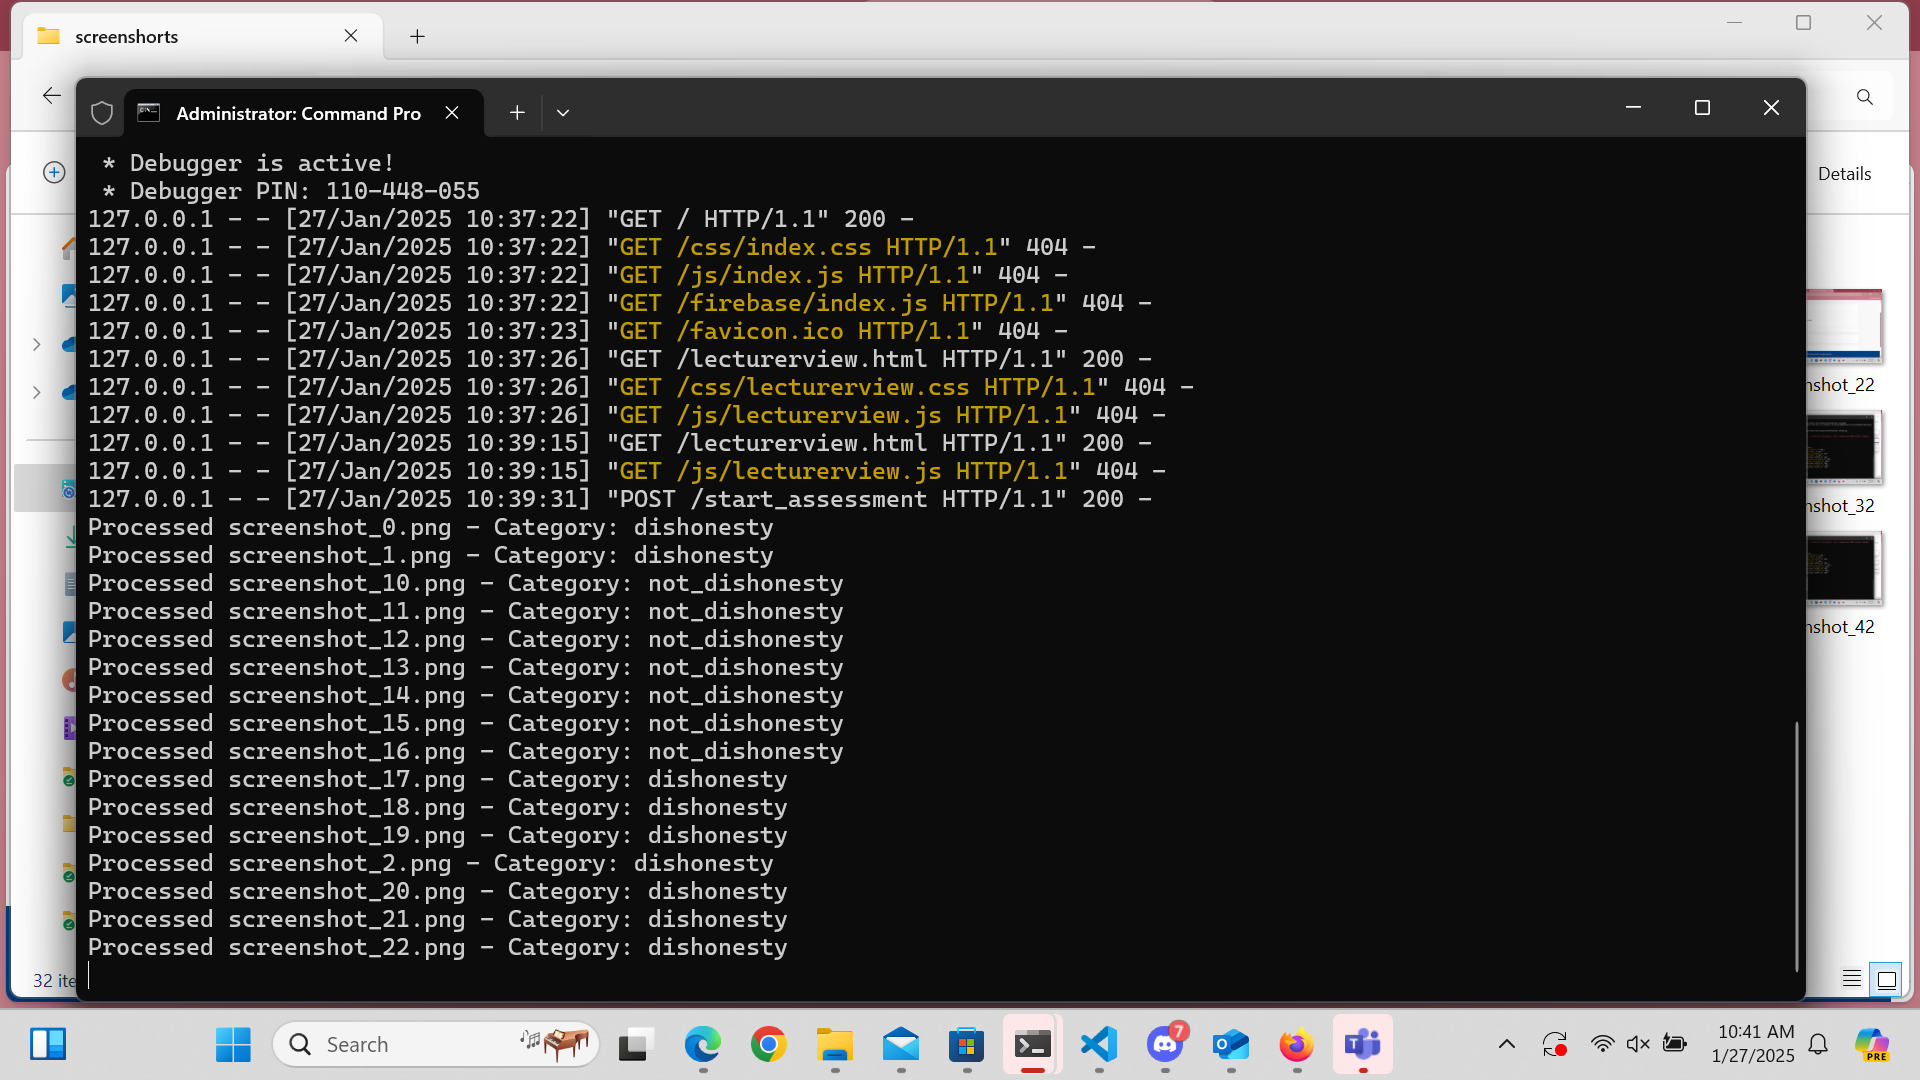 screenshorts
Administrator: Command Pro
Details
* Debugger is active!
* Debugger PIN: 110-448-055
127.0.0.1 - - [27/Jan/2025 10:37:22] "GET / HTTP/1.1" 200 -
127.0.0.1 - - [27/Jan/2025 10:37:22] "GET /css/index.css HTTP/1.1" 404 -
127.0.0.1 - - [27/Jan/2025 10:37:22] "GET /js/index.js HTTP/1.1" 404 -
127.0.0.1 - - [27/Jan/2025 10:37:22] "GET /firebase/index.js HTTP/1.1" 404 -
127.0.0.1 - - [27/Jan/2025 10:37:23] "GET /favicon.ico HTTP/1.1" 404 -
127.0.0.1 - - [27/Jan/2025 10:37:26] "GET /lecturerview.html HTTP/1.1" 200 -
127.0.0.1 - - [27/Jan/2025 10:37:26] "GET /css/lecturerview.css HTTP/1.1" 404 -
127.0.0.1 - - [27/Jan/2025 10:37:26] "GET /js/lecturerview.js HTTP/1.1" 404 -
127.0.0.1 - - [27/Jan/2025 10:39:15] "GET /lecturerview.html HTTP/1.1" 200 -
127.0.0.1 - - [27/Jan/2025 10:39:15] "GET /js/lecturerview.js HTTP/1.1" 404 -
127.0.0.1 - - [27/Jan/2025 10:39:31] "POST /start_assessment HTTP/1.1" 200 -
Processed screenshot_0.png - Category: dishonesty
Processed screenshot_1.png - Category: dishonesty
Processed screenshot_10.png - Category: not_dishonesty
Processed screenshot_11.png - Category: not_dishonesty
Processed screenshot_12.png - Category: not_dishonesty
Processed screenshot_13.png - Category: not_dishonesty
Processed screenshot_14.png - Category: not_dishonesty
Processed screenshot_15.png - Category: not_dishonesty
Processed screenshot_16.png - Category: not_dishonesty
Processed screenshot_17.png - Category: dishonesty
Processed screenshot_18.png - Category: dishonesty
Processed screenshot_19.png - Category: dishonesty
Processed screenshot_2.png - Category: dishonesty
Processed screenshot_20.png - Category: dishonesty
Processed screenshot_21.png - Category: dishonesty
Processed screenshot_22.png - Category: dishonesty
nshot_22
nshot_32
nshot_42
32 ite
Search
7
10:41 AM
1/27/2025
PRE